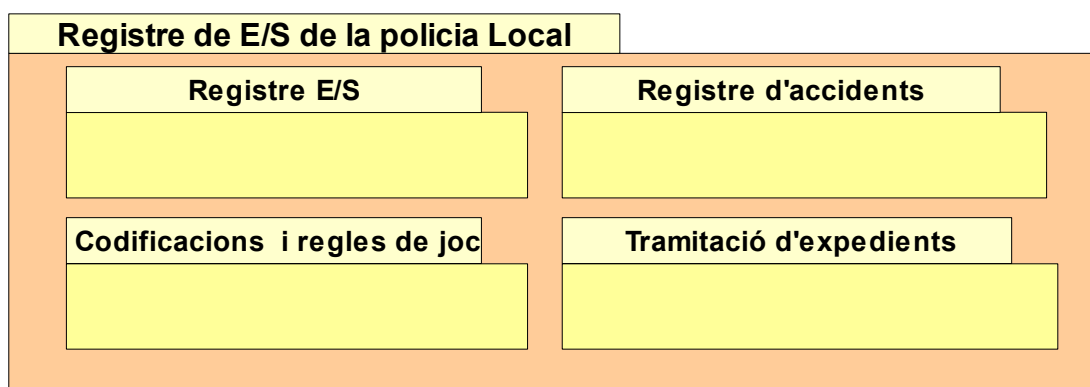 Registre de E/S de la policia Local
Registre E/S
Registre d'accidents
Codificacions i regles de joc
Tramitació d'expedients